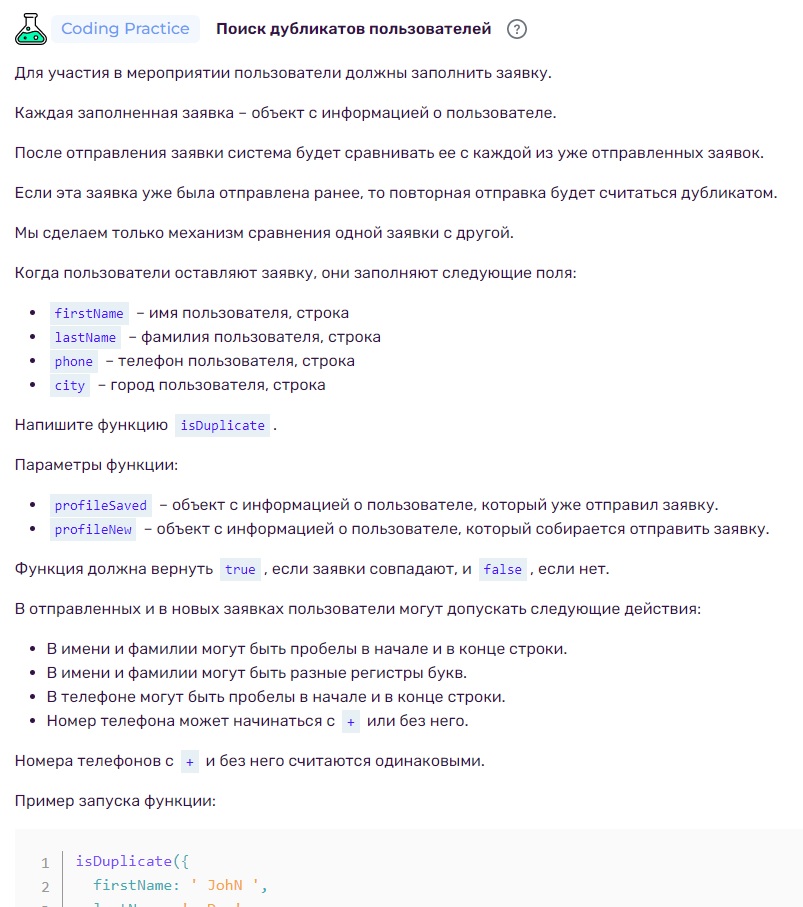 Coding Practice Поиск дубликатов пользователей ?
Для участия в мероприятии пользователи должны заполнить заявку.
Каждая заполненная заявка – объект с информацией о пользователе.
После отправления заявки система будет сравнивать ее с каждой из уже отправленных заявок.
Если эта заявка уже была отправлена ранее, то повторная отправка будет считаться дубликатом.
Мы сделаем только механизм сравнения одной заявки с другой.
Когда пользователи оставляют заявку, они заполняют следующие поля:
• firstName – имя пользователя, строка
• lastName – фамилия пользователя, строка
• phone – телефон пользователя, строка
• city – город пользователя, строка
Напишите функцию isDuplicate.
Параметры функции:
• profileSaved – объект с информацией о пользователе, который уже отправил заявку.
• profileNew – объект с информацией о пользователе, который собирается отправить заявку.
Функция должна вернуть true, если заявки совпадают, и false, если нет.
В отправленных и в новых заявках пользователи могут допускать следующие действия:
• В имени и фамилии могут быть пробелы в начале и в конце строки.
• В имени и фамилии могут быть разные регистры букв.
• В телефоне могут быть пробелы в начале и в конце строки.
• Номер телефона может начинаться с + или без него.
Номера телефонов с + и без него считаются одинаковыми.
Пример запуска функции:
1 isDuplicate({
2 firstName: ' JohN ',